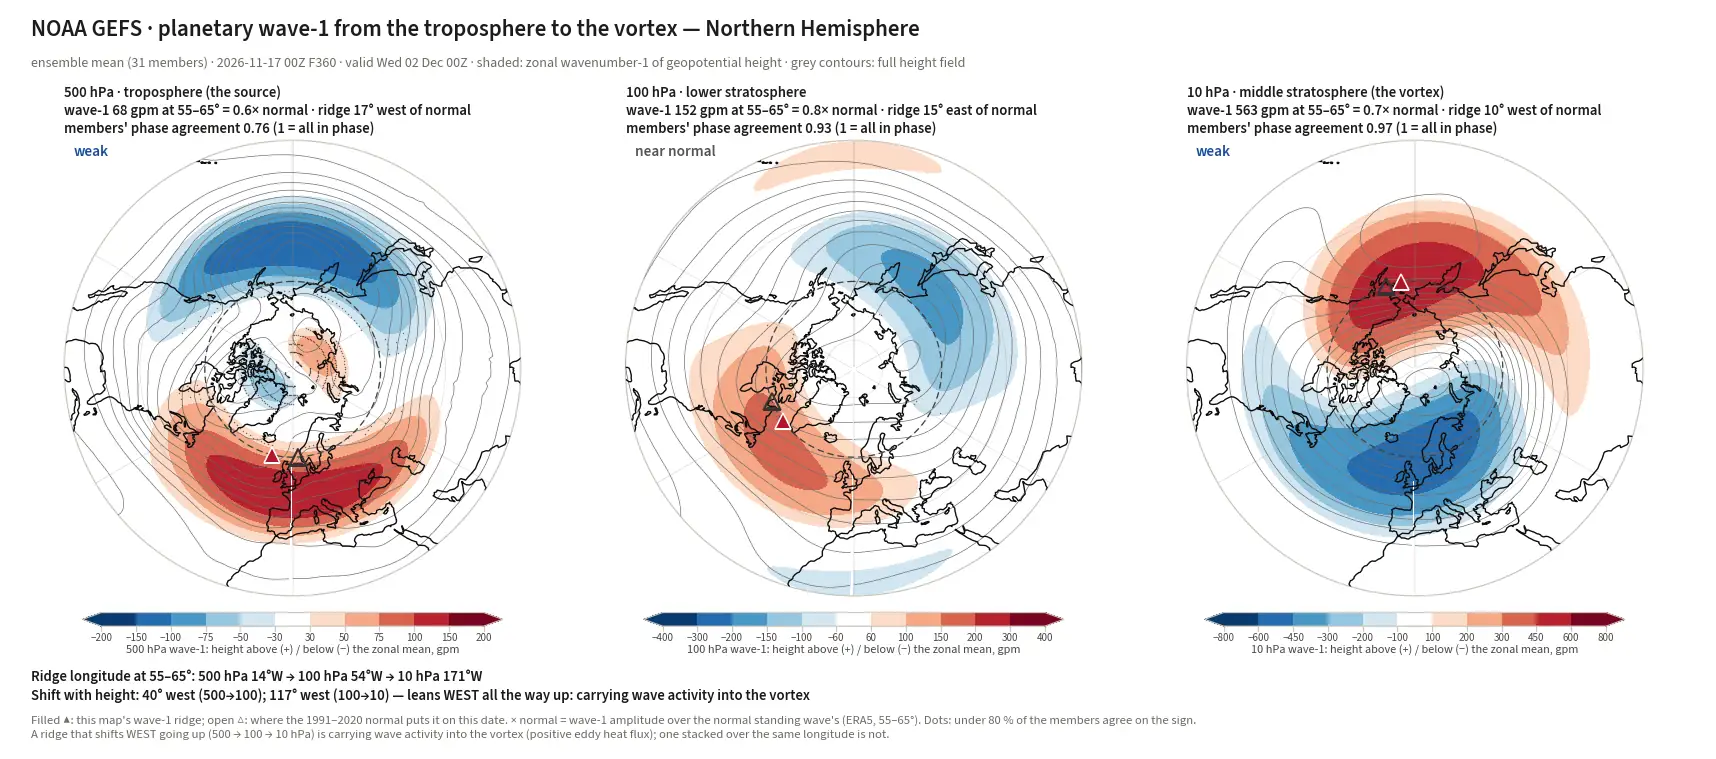 NOAA GEFS · planetary wave-1 from the troposphere to the vortex — Northern Hemisphere
ensemble mean (31 members) · 2026-11-17 00Z F360 · valid Wed 02 Dec 00Z · shaded: zonal wavenumber-1 of geopotential height · grey contours: full height field
500 hPa · troposphere (the source)
wave-1 68 gpm at 55–65° = 0.6× normal · ridge 17° west of normal
members' phase agreement 0.76 (1 = all in phase)
weak
100 hPa · lower stratosphere
wave-1 152 gpm at 55–65° = 0.8× normal · ridge 15° east of normal
members' phase agreement 0.93 (1 = all in phase)
near normal
10 hPa · middle stratosphere (the vortex)
wave-1 563 gpm at 55–65° = 0.7× normal · ridge 10° west of normal
members' phase agreement 0.97 (1 = all in phase)
weak
−200 −150 −100 −75 −50 −30 30 50 75 100 150 200
500 hPa wave-1: height above (+) / below (−) the zonal mean, gpm
−400 −300 −200 −150 −100 −60 60 100 150 200 300 400
100 hPa wave-1: height above (+) / below (−) the zonal mean, gpm
−800 −600 −450 −300 −200 −100 100 200 300 450 600 800
10 hPa wave-1: height above (+) / below (−) the zonal mean, gpm
Ridge longitude at 55–65°: 500 hPa 14°W → 100 hPa 54°W → 10 hPa 171°W
Shift with height: 40° west (500→100); 117° west (100→10) — leans WEST all the way up: carrying wave activity into the vortex
Filled ▲: this map's wave-1 ridge; open △: where the 1991–2020 normal puts it on this date. × normal = wave-1 amplitude over the normal standing wave's (ERA5, 55–65°). Dots: under 80 % of the members agree on the sign.
A ridge that shifts WEST going up (500 → 100 → 10 hPa) is carrying wave activity into the vortex (positive eddy heat flux); one stacked over the same longitude is not.